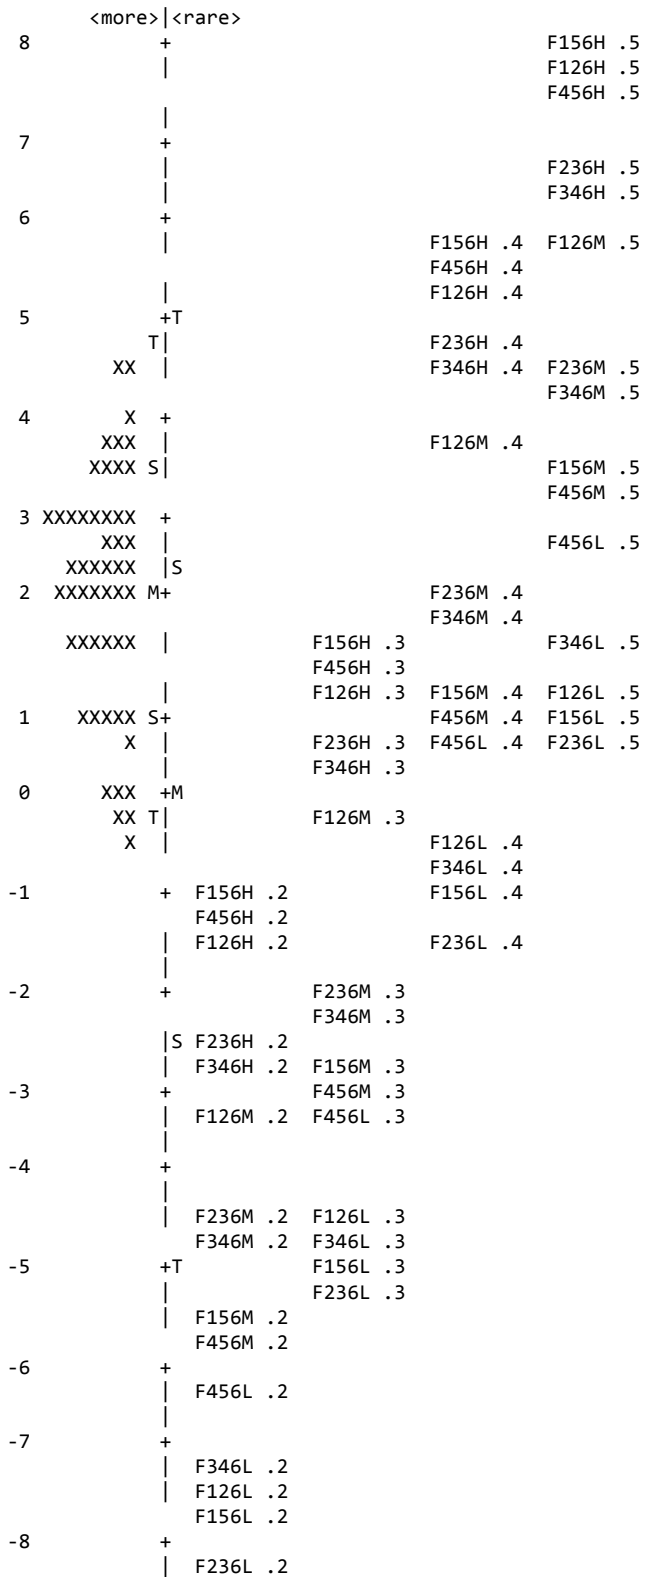 <more>|<rare>
 8          +                              F156H .5
            |                              F126H .5
                                           F456H .5
            |
 7          +
            |                              F236H .5
            |                              F346H .5
 6          +
            |                    F156H .4  F126M .5
                                 F456H .4
            |                    F126H .4
 5          +T
           T|                    F236H .4
        XX  |                    F346H .4  F236M .5
                                           F346M .5
 4       X  +
       XXX  |                    F126M .4
      XXXX S|                              F156M .5
                                           F456M .5
 3 XXXXXXXX  +
       XXX  |                              F456L .5
    XXXXXX  |S
 2  XXXXXXX M+                    F236M .4
                                 F346M .4
    XXXXXX  |          F156H .3            F346L .5
                       F456H .3
            |          F126H .3  F156M .4  F126L .5
 1    XXXXX S+                    F456M .4  F156L .5
         X  |          F236H .3  F456L .4  F236L .5
            |          F346H .3
 0     XXX  +M
        XX T|          F126M .3
         X  |                    F126L .4
                                 F346L .4
-1          +  F156H .2          F156L .4
               F456H .2
            |  F126H .2          F236L .4
            |
-2          +          F236M .3
                       F346M .3
            |S F236H .2
            |  F346H .2  F156M .3
-3          +          F456M .3
            |  F126M .2  F456L .3
            |
-4          +
            |
            |  F236M .2  F126L .3
               F346M .2  F346L .3
-5          +T         F156L .3
            |          F236L .3
            |  F156M .2
               F456M .2
-6          +
            |  F456L .2
            |
-7          +
            |  F346L .2
            |  F126L .2
               F156L .2
-8          +
            |  F236L .2